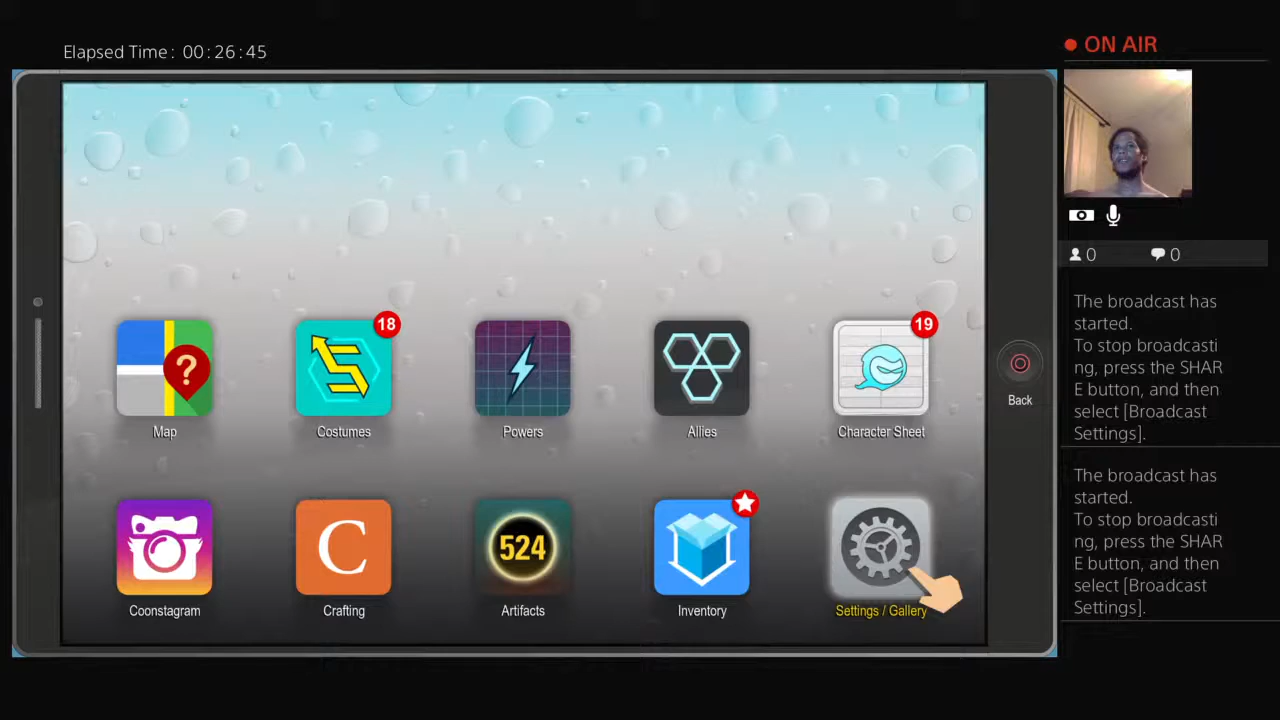 Elapsed Time: 00:26:45
ON AIR
0 0
The broadcast has
started.
To stop broadcasti
ng, press the SHAR
E button, and then
select [Broadcast
Settings].
The broadcast has
started.
To stop broadcasti
ng, press the SHAR
E button, and then
select [Broadcast
Settings].
?
18
19
Map
Costumes
Powers
Allies
Character Sheet
Back
C
524
Coonstagram
Crafting
Artifacts
Inventory
Settings / Gallery